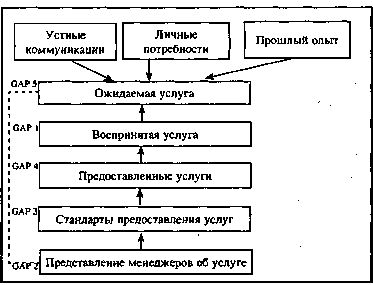 Устные
коммуникации
Личные
потребности
Прошлый опыт
GAP 5
Ожидаемая услуга
GAP 1
Воспринятая услуга
GAP 4
Предоставленные услуги
GAP 3
Стандарты предоставления услуг
GAP 2
Представление менеджеров об услуге